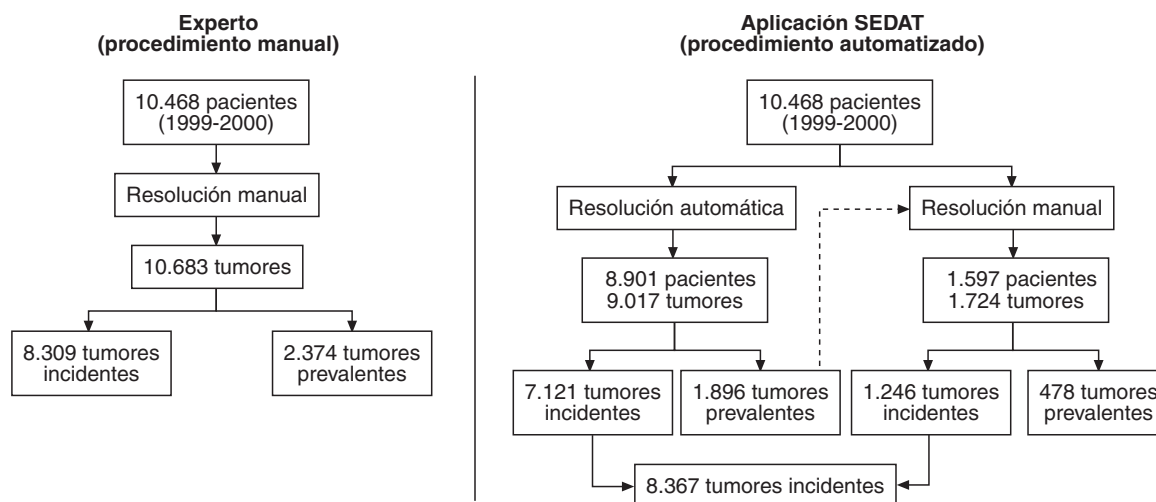 Experto
(procedimiento manual)
10.468 pacientes
(1999-2000)
Resolución manual
10.683 tumores
8.309 tumores
incidentes
2.374 tumores
prevalentes
Aplicación SEDAT
(procedimiento automatizado)
10.468 pacientes
(1999-2000)
Resolución automática
Resolución manual
8.901 pacientes
9.017 tumores
1.597 pacientes
1.724 tumores
7.121 tumores
incidentes
1.896 tumores
prevalentes
1.246 tumores
incidentes
478 tumores
prevalentes
8.367 tumores incidentes